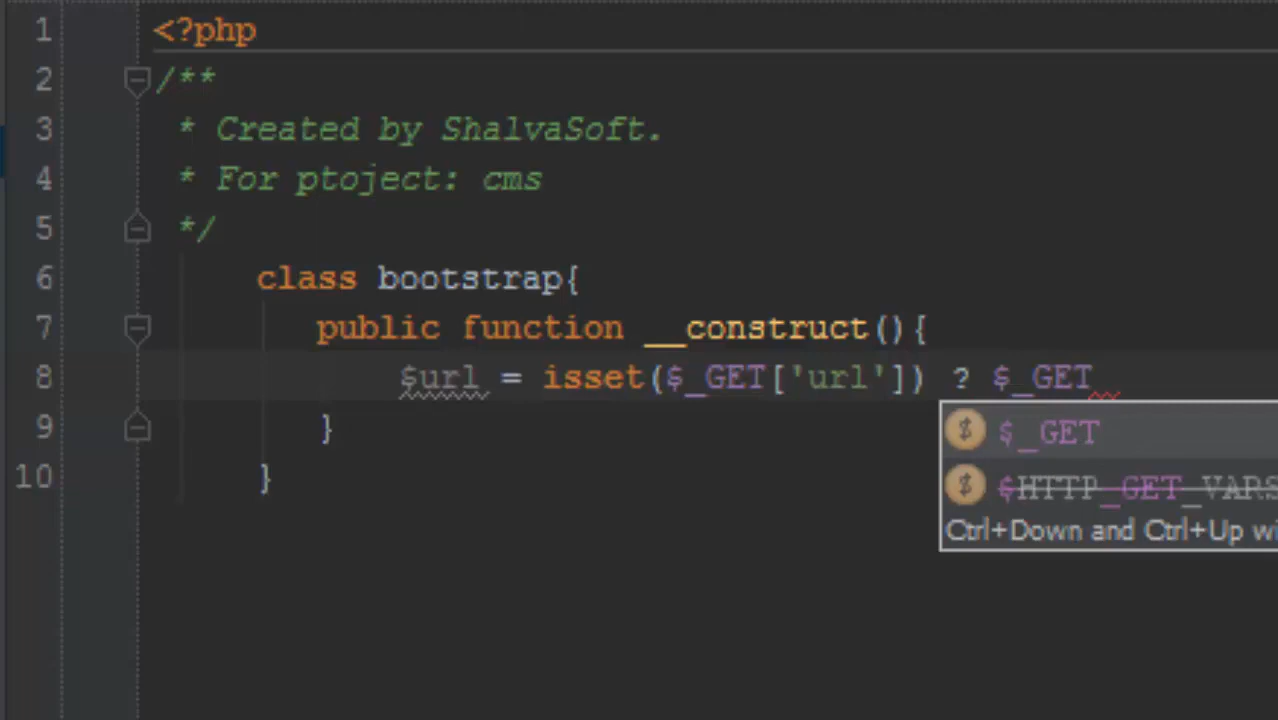 1 <?php
2 /**
3 * Created by ShalvaSoft.
4 * For ptoject: cms
5 */
6 class bootstrap{
7 public function __construct(){
8 $url = isset($_GET['url']) ? $_GET
9 }
10 }
$ $_GET
$ $HTTP_GET_VARS
Ctrl+Down and Ctrl+Up